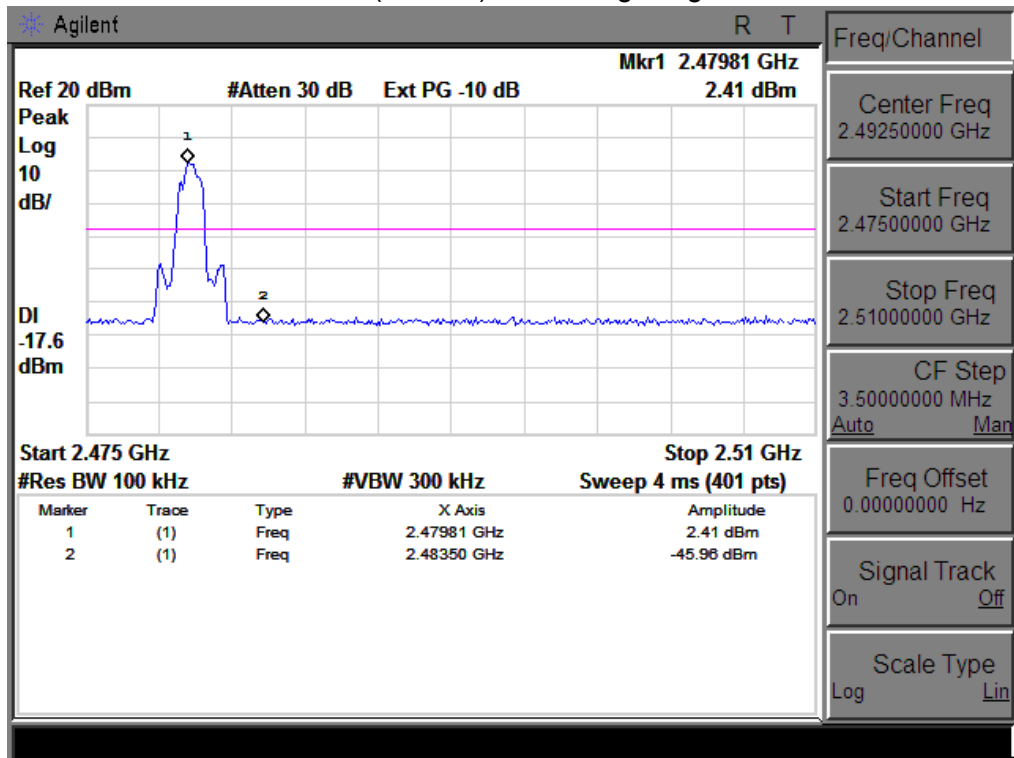 Agilent R T
Freq/Channel
Mkr1 2.47981 GHz
Ref 20 dBm #Atten 30 dB Ext PG -10 dB 2.41 dBm
Peak
Log
10
dB/
1
2
DI
-17.6
dBm
Start 2.475 GHz Stop 2.51 GHz
#Res BW 100 kHz #VBW 300 kHz Sweep 4 ms (401 pts)
Marker Trace Type X Axis Amplitude
1 (1) Freq 2.47981 GHz 2.41 dBm
2 (1) Freq 2.48350 GHz -45.96 dBm
Center Freq
2.49250000 GHz
Start Freq
2.47500000 GHz
Stop Freq
2.51000000 GHz
CF Step
3.50000000 MHz
Auto Man
Freq Offset
0.00000000 Hz
Signal Track
On Off
Scale Type
Log Lin